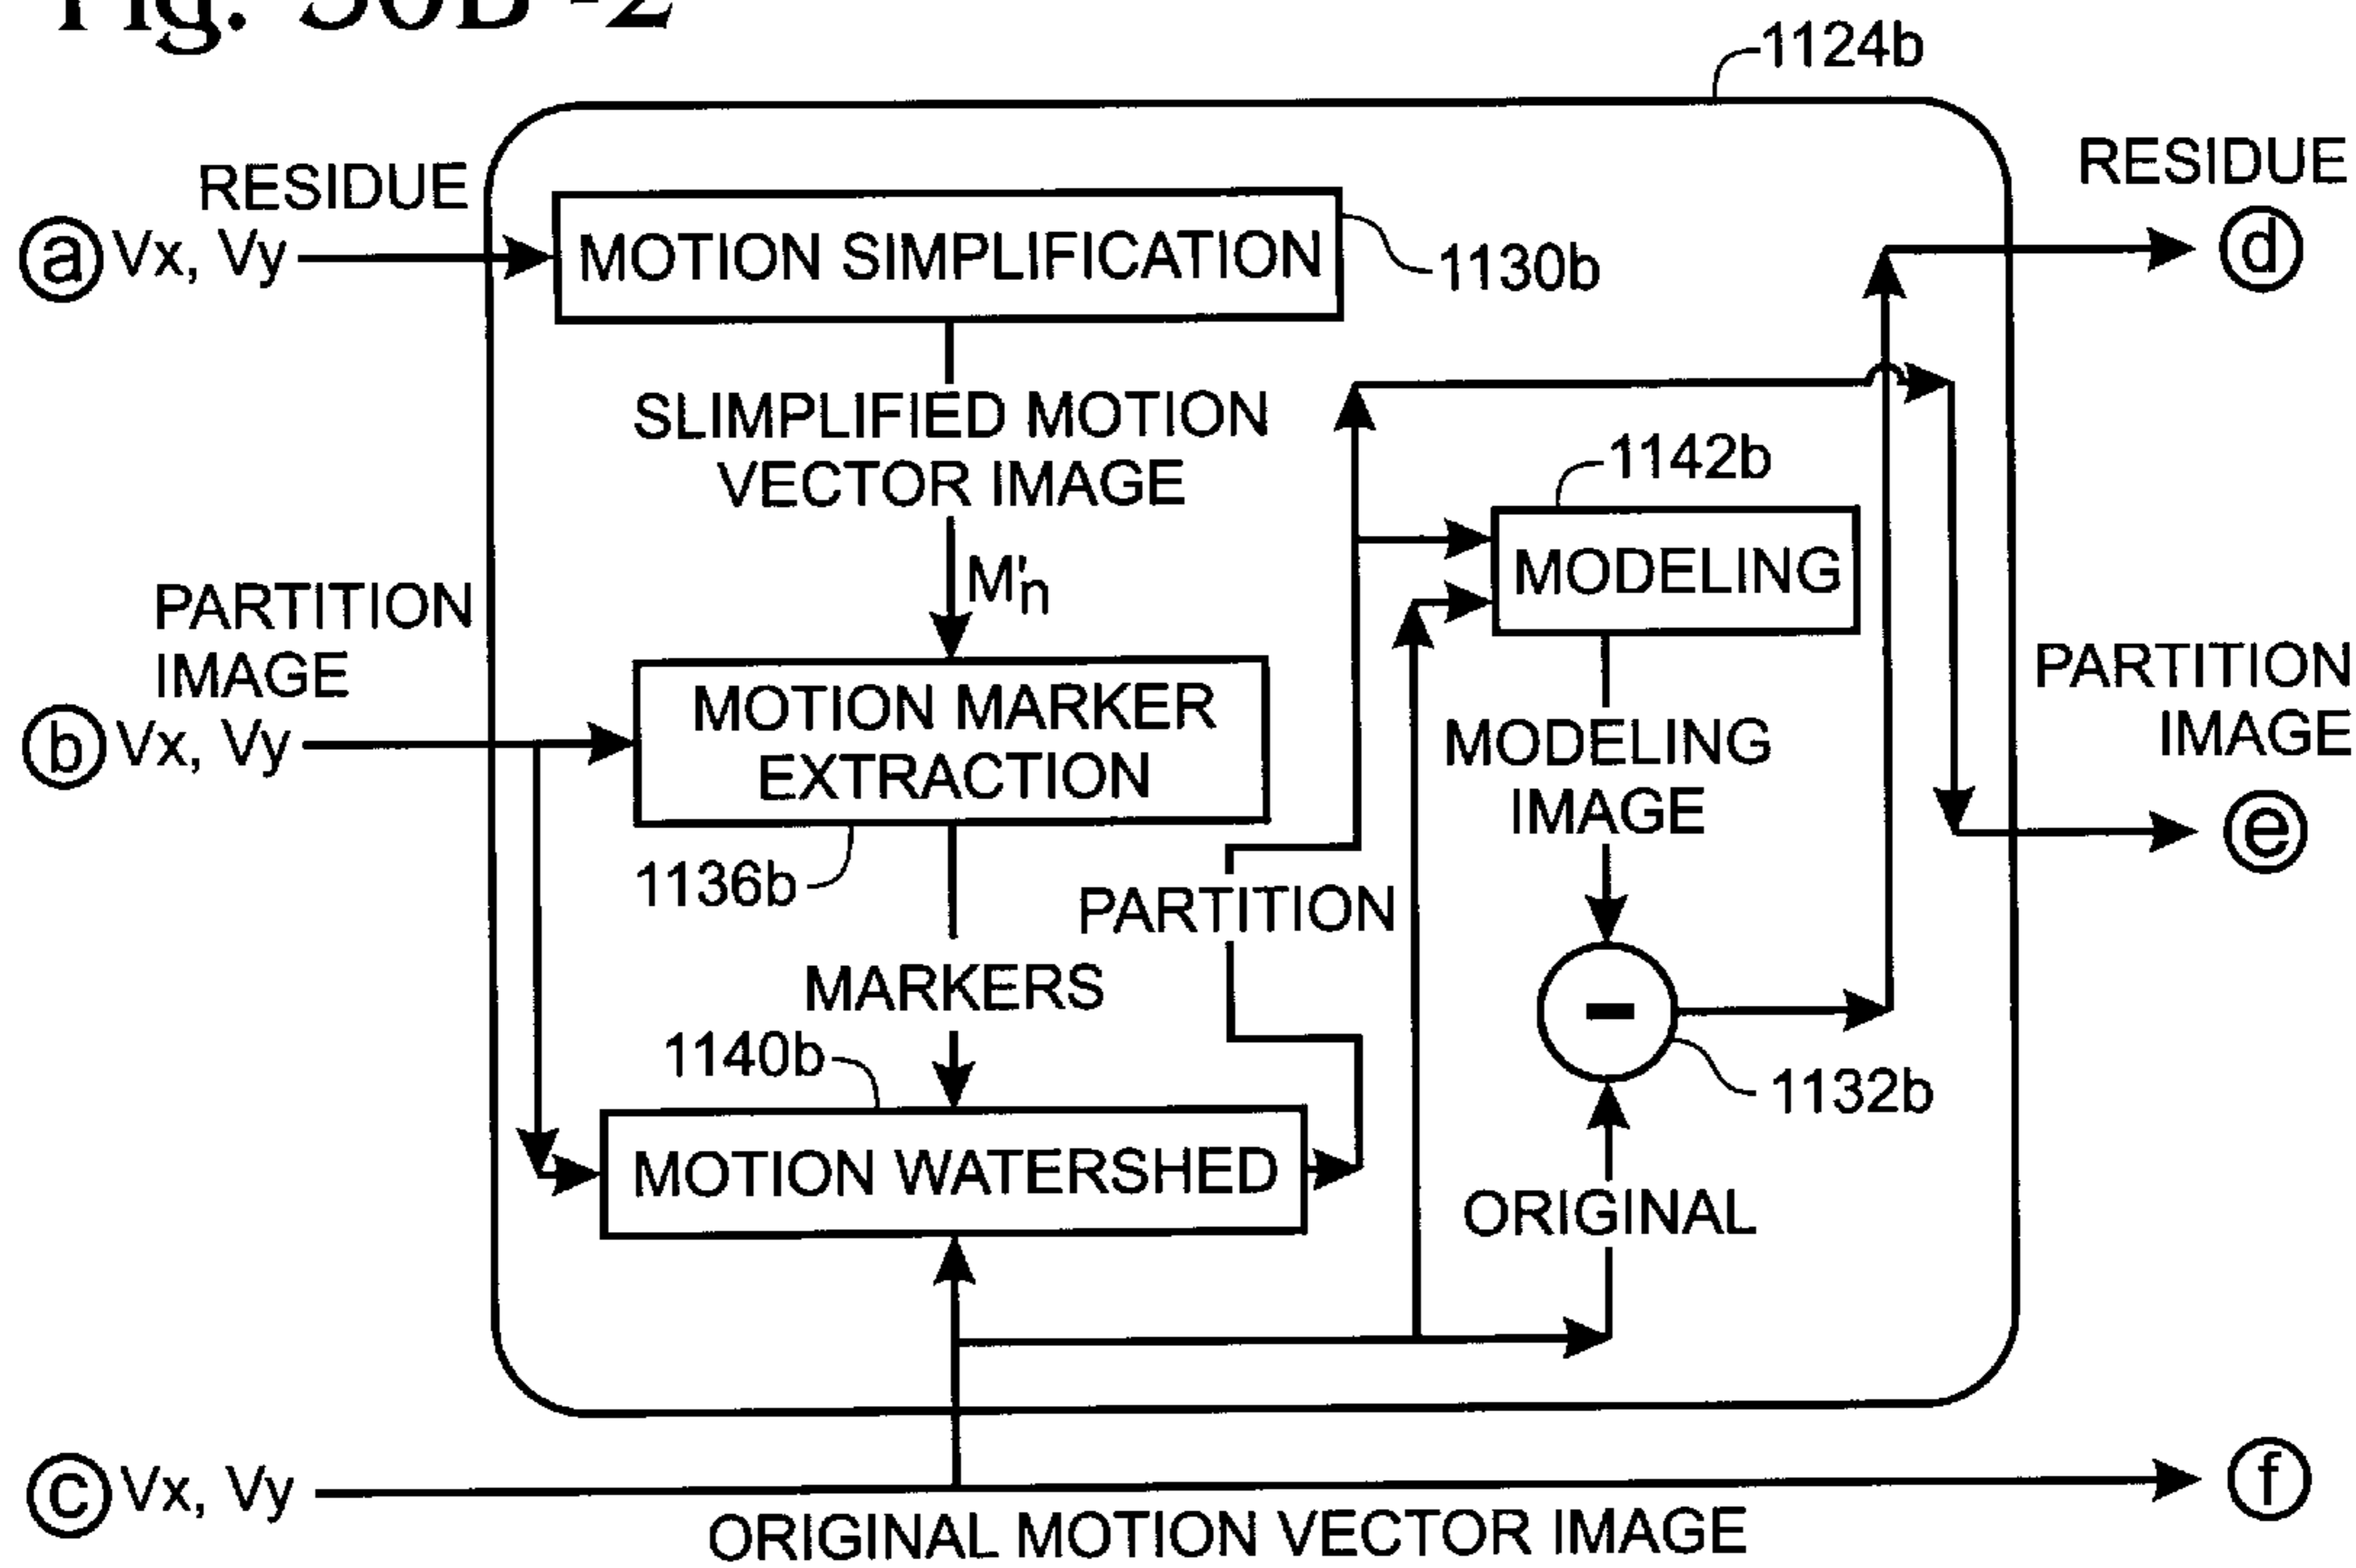 1124b
RESIDUE
RESIDUE
a Vx, Vy
MOTION SIMPLIFICATION
1130b
d
SLIMPLIFIED MOTION
VECTOR IMAGE
M'n
1142b
MODELING
PARTITION
IMAGE
b Vx, Vy
MOTION MARKER
EXTRACTION
1136b
MODELING
IMAGE
PARTITION
IMAGE
e
PARTITION
MARKERS
1140b
MOTION WATERSHED
1132b
ORIGINAL
c Vx, Vy
f
ORIGINAL MOTION VECTOR IMAGE